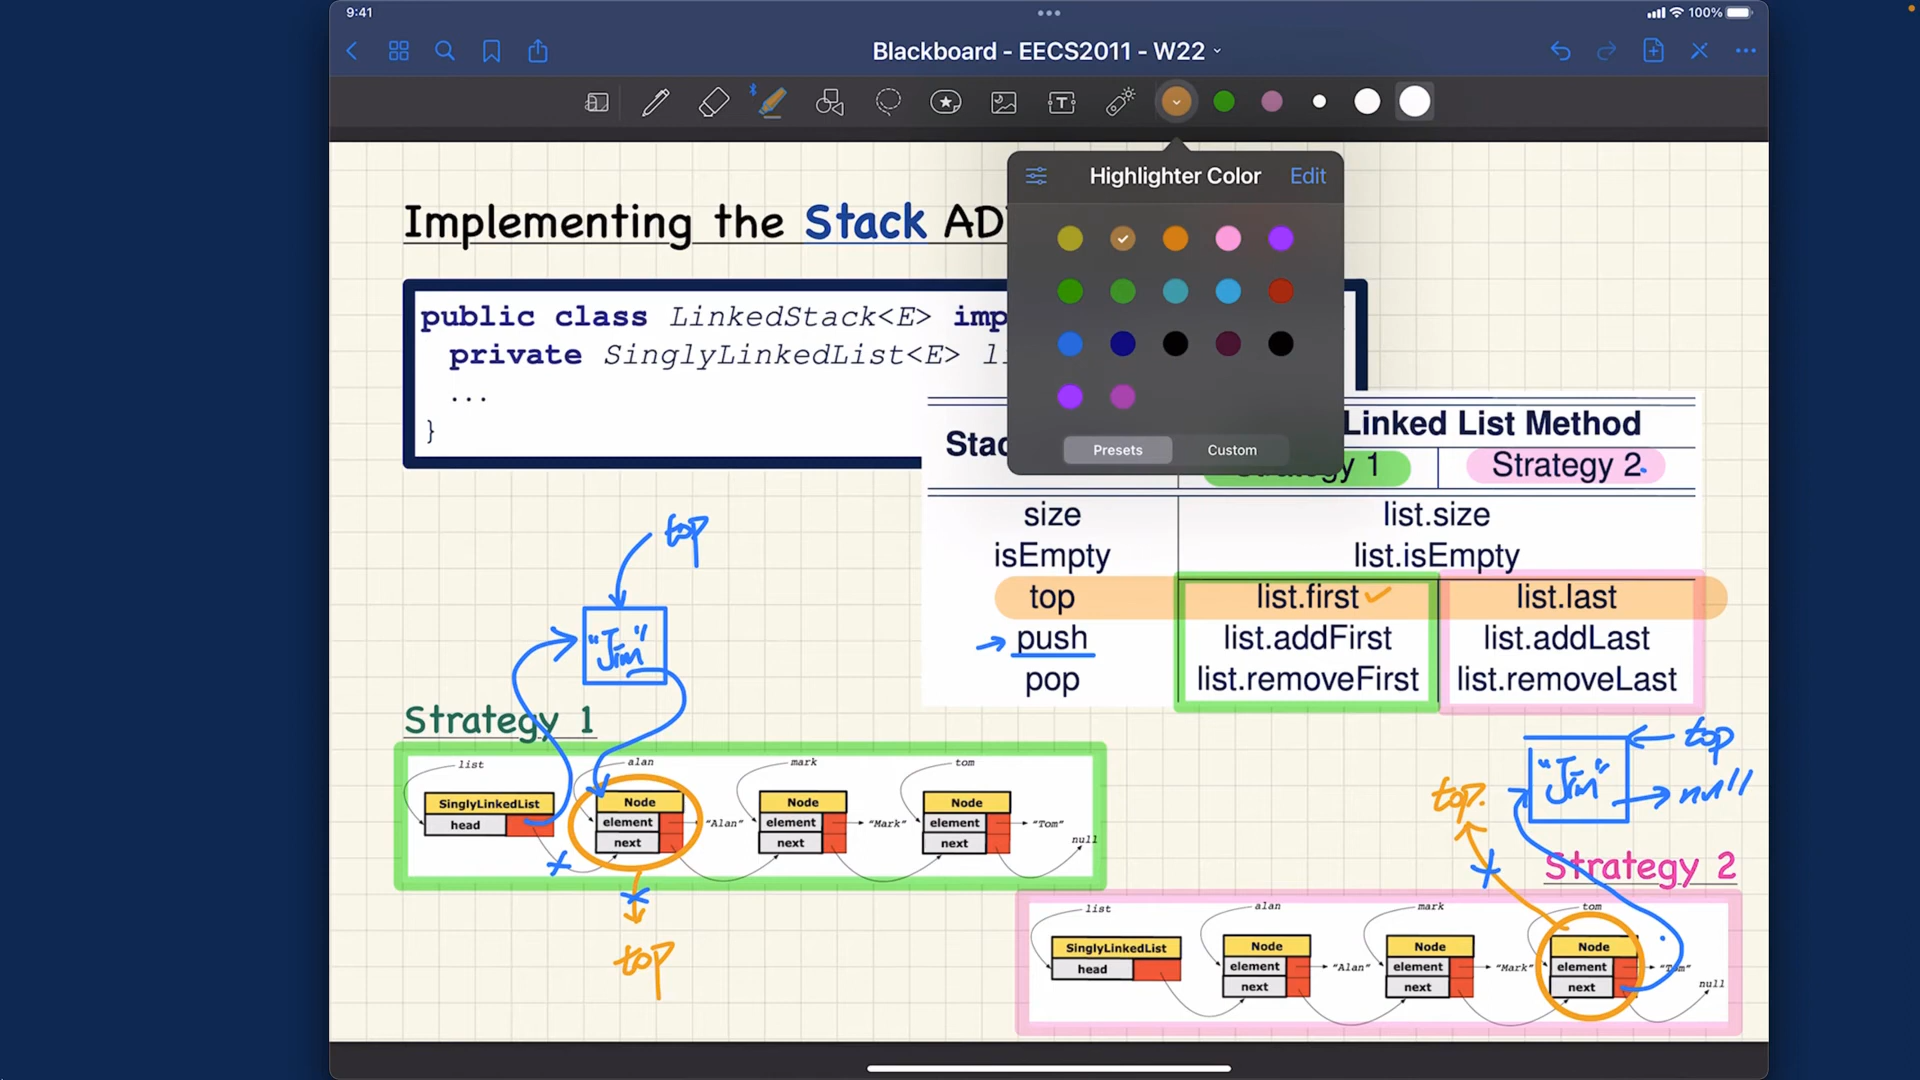 9:41
100%
Blackboard - EECS2011 - W22
Highlighter Color
Edit
Presets
Custom
Implementing the Stack AD
public class LinkedStack<E> imp
private SinglyLinkedList<E> l
...
}
Linked List Method
Strategy 2
size
list.size
isEmpty
list.isEmpty
top
list.first
list.last
push
list.addFirst
list.addLast
pop
list.removeFirst
list.removeLast
top
"Jim"
Strategy 1
list
alan
mark
tom
SinglyLinkedList
head
Node
element
next
"Alan"
Node
element
next
"Mark"
Node
element
next
"Tom"
null
top
top
"Jim"
null
top
Strategy 2
list
alan
mark
tom
SinglyLinkedList
head
Node
element
next
"Alan"
Node
element
next
"Mark"
Node
element
next
null